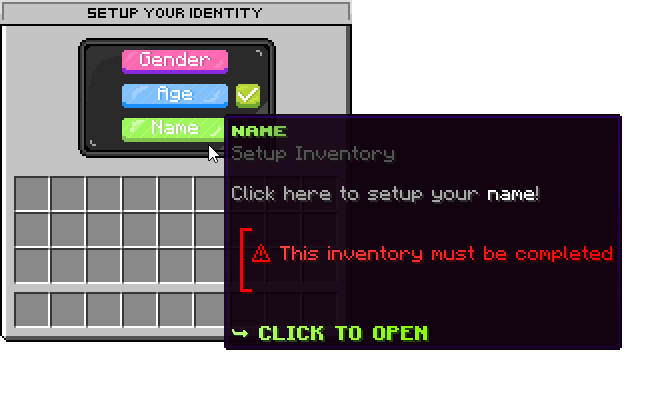 SETUP YOUR IDENTITY
Gender
Age
Name
NAME
Setup Inventory
Click here to setup your name!
⚠ This inventory must be completed
↪ CLICK TO OPEN